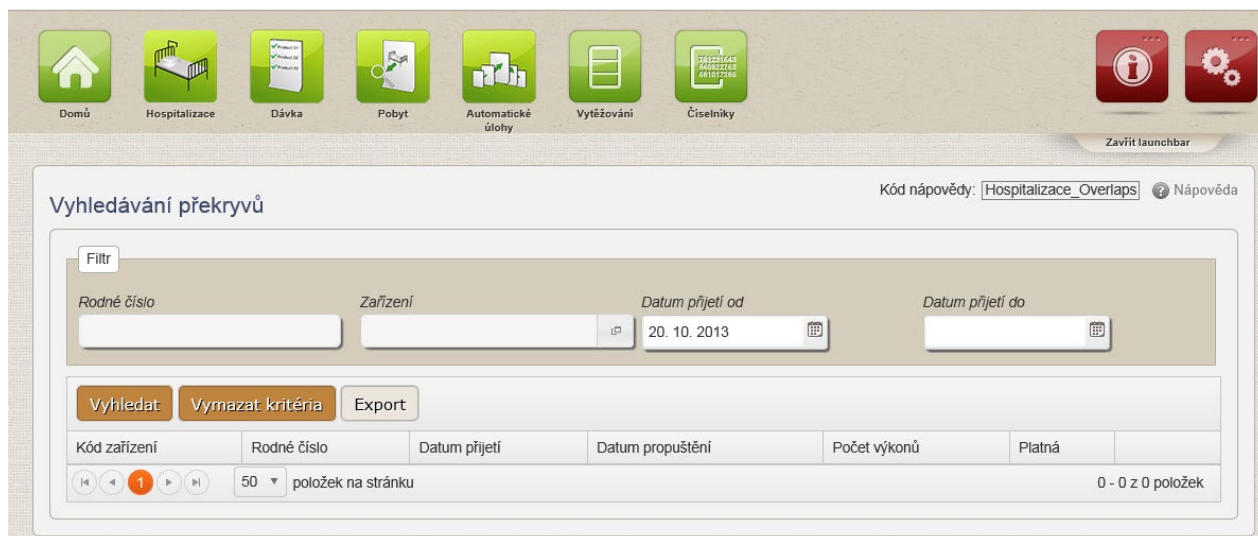 Domů
Hospitalizace
Dávka
Pobyt
Automatické
úlohy
Vytěžování
Číselníky
Zavřít launchbar
Kód nápovědy: Hospitalizace_Overlaps Nápověda
Vyhledávání překryvů
Filtr
Rodné číslo Zařízení Datum přijetí od Datum přijetí do
20. 10. 2013
Vyhledat Vymazat kritéria Export
Kód zařízení Rodné číslo Datum přijetí Datum propuštění Počet výkonů Platná
1 50 položek na stránku 0 - 0 z 0 položek